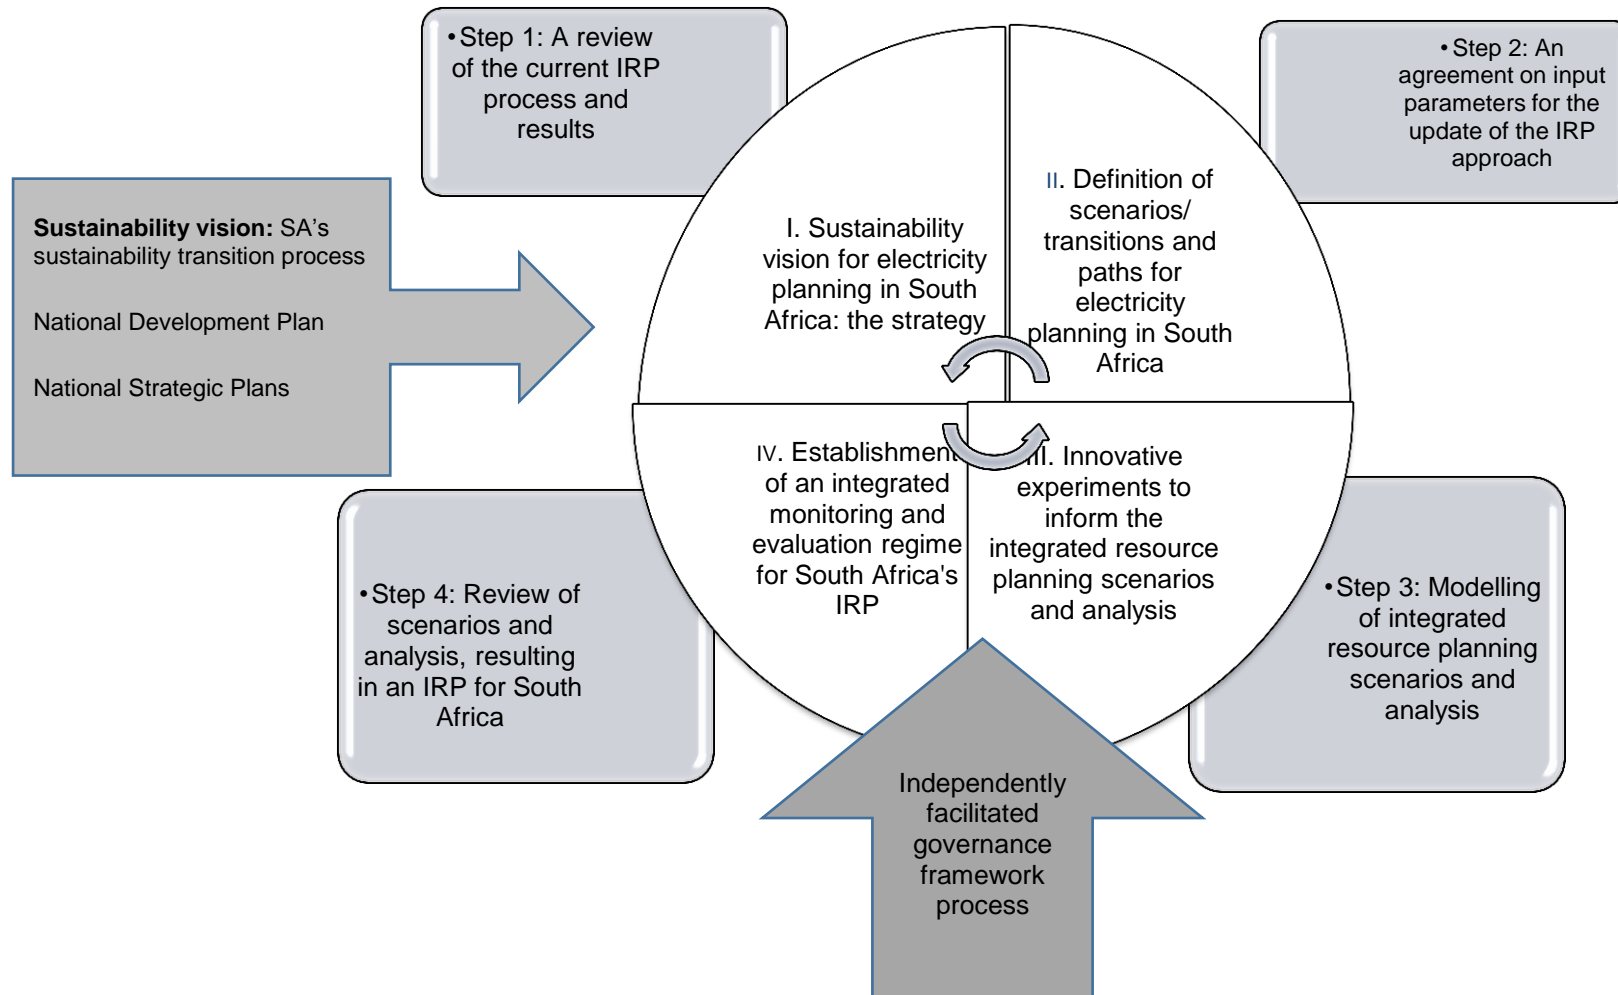 •Step 1: A review
of the current IRP
process and
results
• Step 2: An
agreement on input
parameters for the
update of the IRP
approach
Sustainability vision: SA’s
sustainability transition process
National Development Plan
National Strategic Plans
I. Sustainability
vision for electricity
planning in South
Africa: the strategy
II. Definition of
scenarios/
transitions and
paths for
electricity
planning in South
Africa
IV. Establishment
of an integrated
monitoring and
evaluation regime
for South Africa's
IRP
III. Innovative
experiments to
inform the
integrated resource
planning scenarios
and analysis
•Step 4: Review of
scenarios and
analysis, resulting
in an IRP for South
Africa
•Step 3: Modelling
of integrated
resource planning
scenarios and
analysis
Independently
facilitated
governance
framework
process